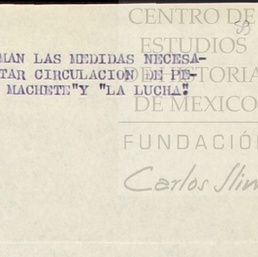 CENTRO DE
ESTUDIOS
DE HISTORIA
DE MEXICO
FUNDACIÓN
Carlos Slim
MAN LAS MEDIDAS NECESA-
TAR CIRCULACION DE PE-
MACHETE"Y "LA LUCHA".